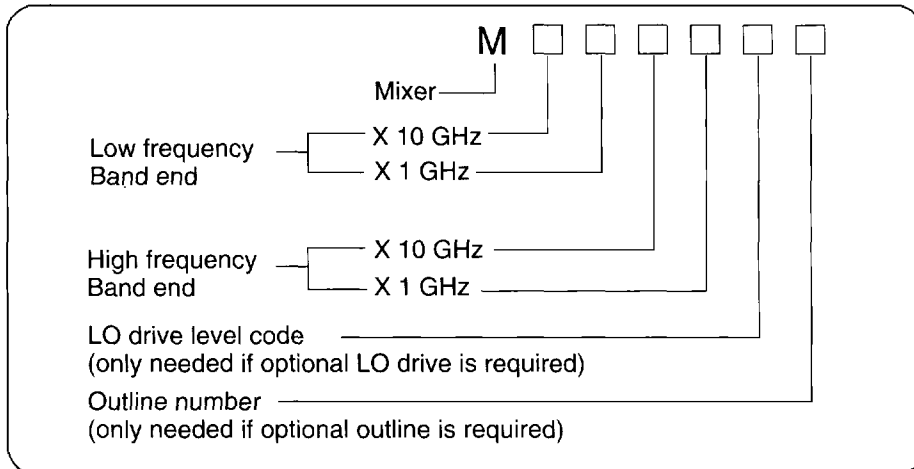 M □ □ □ □ □ □
Mixer
Low frequency
Band end
X 10 GHz
X 1 GHz
High frequency
Band end
X 10 GHz
X 1 GHz
LO drive level code
(only needed if optional LO drive is required)
Outline number
(only needed if optional outline is required)